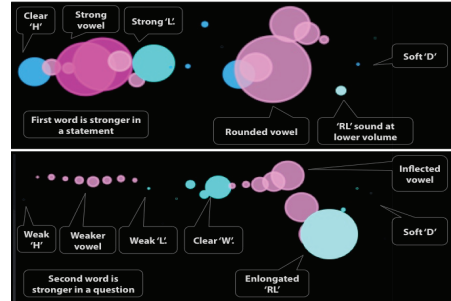 Clear
'H'
Strong
vowel
Strong 'L'.
Soft 'D'
First word is stronger in
a statement
Rounded vowel
'RL' sound at
lower volume
Inflected
vowel
Weak
'H'
Weaker
vowel
Weak 'L'.
Clear 'W'.
Soft 'D'
Second word is
stronger in a question
Enlongated
'RL'